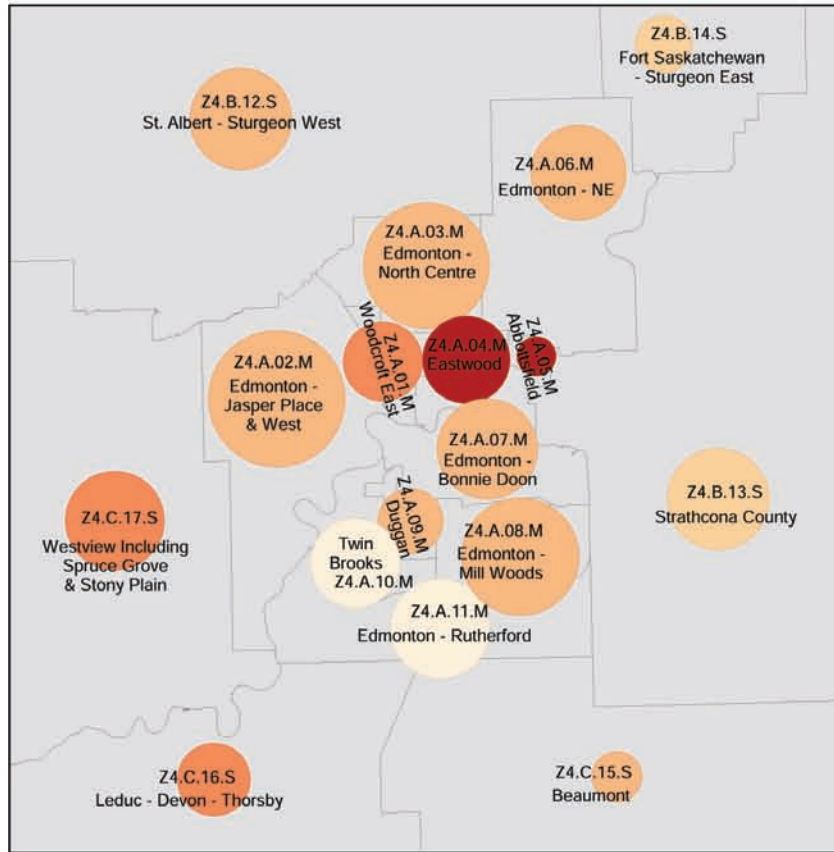 Z4.B.14.S
Fort Saskatchewan
- Sturgeon East
Z4.B.12.S
St. Albert - Sturgeon West
Z4.A.06.M
Edmonton - NE
Z4.A.03.M
Edmonton -
North Centre
Z4.A.01.M
Woodcroft East
Z4.A.04.M
Eastwood
Z4.A.05.M
Abbottsfield
Z4.A.02.M
Edmonton -
Jasper Place
& West
Z4.A.07.M
Edmonton -
Bonnie Doon
Z4.B.13.S
Strathcona County
Z4.C.17.S
Westview Including
Spruce Grove
& Stony Plain
Z4.A.09.M
Duggan
Z4.A.08.M
Edmonton -
Mill Woods
Twin
Brooks
Z4.A.10.M
Z4.A.11.M
Edmonton - Rutherford
Z4.C.16.S
Leduc - Devon - Thorsby
Z4.C.15.S
Beaumont